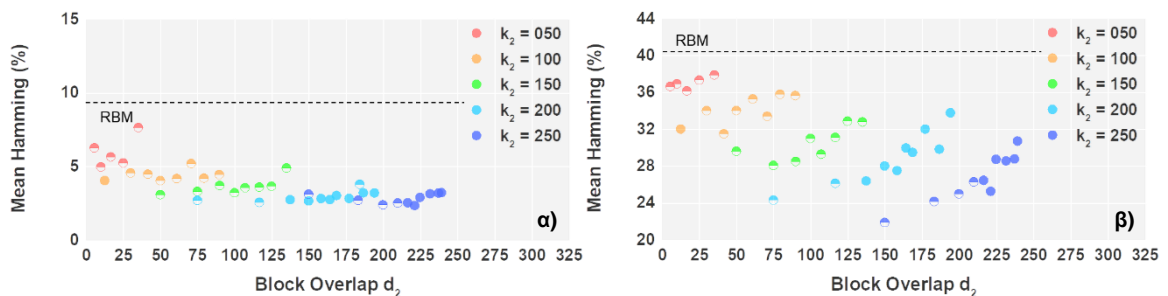 15
10
5
0
Mean Hamming (%)
RBM
k₂ = 050
k₂ = 100
k₂ = 150
k₂ = 200
k₂ = 250
α)
0 25 50 75 100 125 150 175 200 225 250 275 300 325
Block Overlap d₂
44
40
36
32
28
24
20
Mean Hamming (%)
RBM
k₂ = 050
k₂ = 100
k₂ = 150
k₂ = 200
k₂ = 250
β)
0 25 50 75 100 125 150 175 200 225 250 275 300 325
Block Overlap d₂